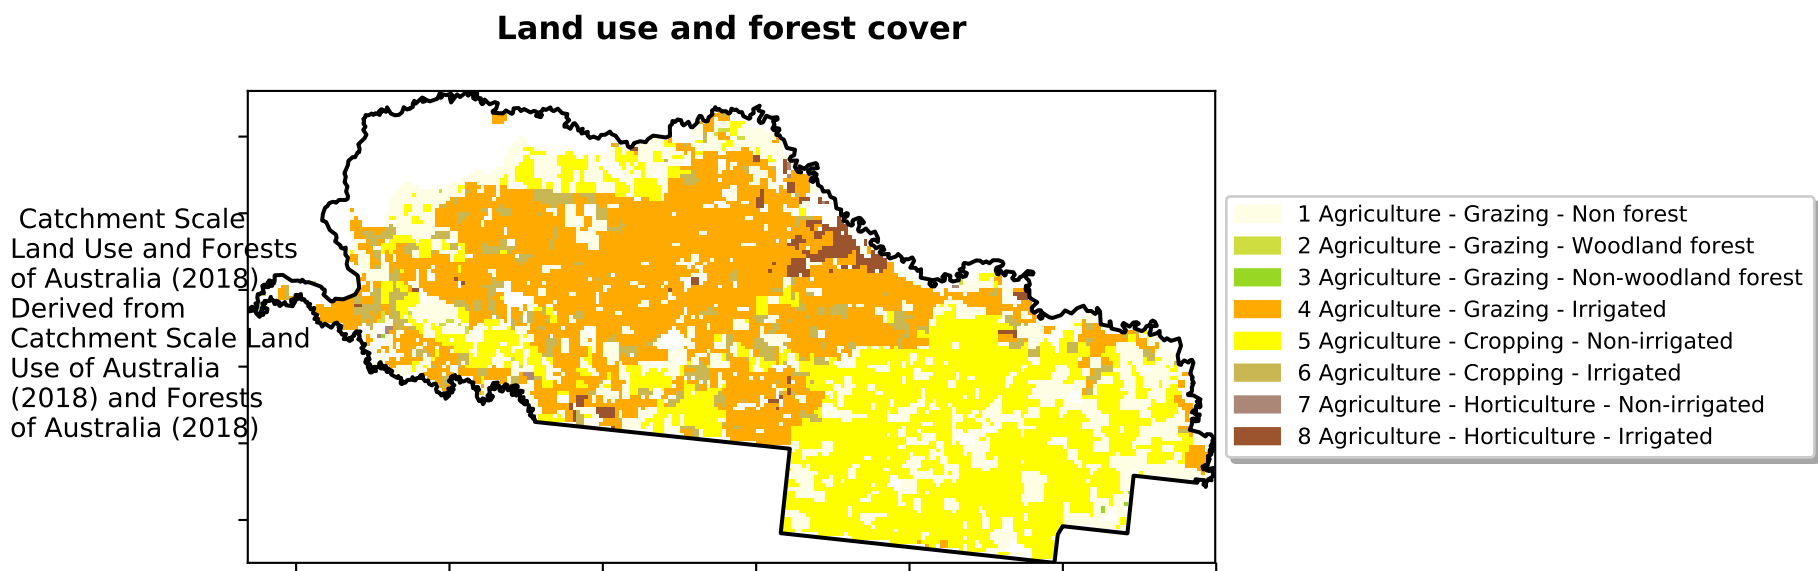 Land use and forest cover
Catchment Scale
Land Use and Forests
of Australia (2018)
Derived from
Catchment Scale Land
Use of Australia
(2018) and Forests
of Australia (2018)
1 Agriculture - Grazing - Non forest
2 Agriculture - Grazing - Woodland forest
3 Agriculture - Grazing - Non-woodland forest
4 Agriculture - Grazing - Irrigated
5 Agriculture - Cropping - Non-irrigated
6 Agriculture - Cropping - Irrigated
7 Agriculture - Horticulture - Non-irrigated
8 Agriculture - Horticulture - Irrigated